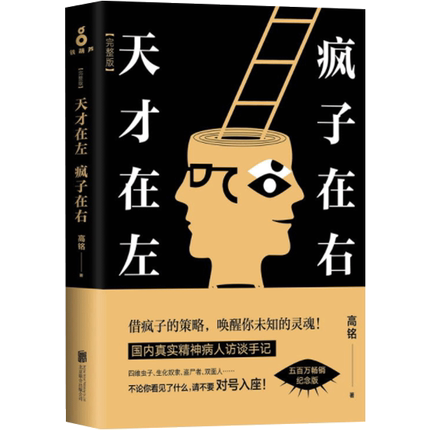 天才在左
【完整版】
疯子在右
借疯子的策略，唤醒你未知的灵魂！
国内真实精神病人访谈手记
四维虫子、生化奴隶、盗尸者、双面人……
不论你看见了什么，请不要 对号入座！
高铭
著
五百万畅销
纪念版
【完整版】
天才在左 疯子在右
高铭
著